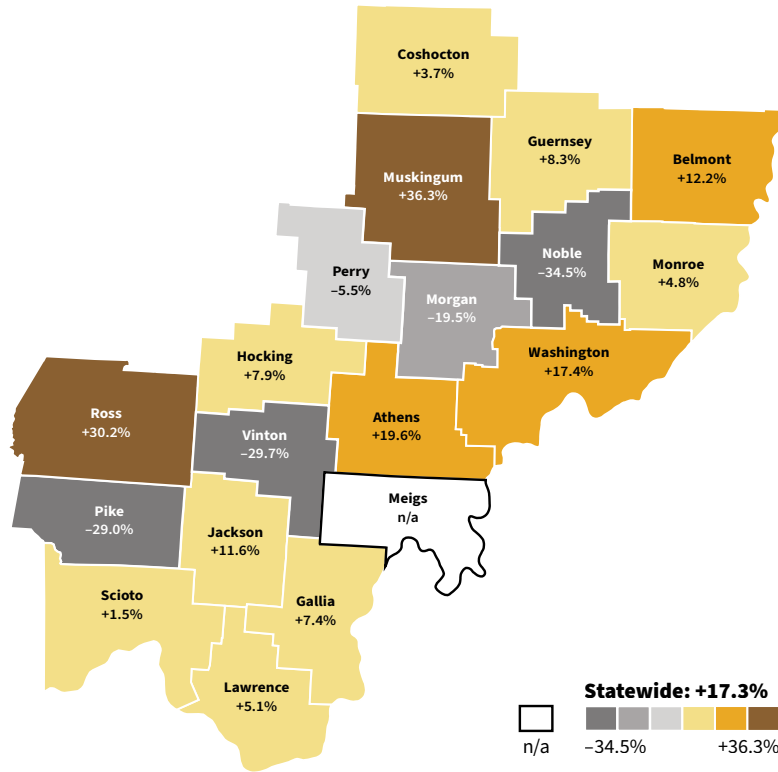 Coshocton
+3.7%
Guernsey
+8.3%
Belmont
+12.2%
Muskingum
+36.3%
Noble
–34.5%
Monroe
+4.8%
Perry
–5.5%
Morgan
–19.5%
Hocking
+7.9%
Washington
+17.4%
Ross
+30.2%
Athens
+19.6%
Vinton
–29.7%
Meigs
n/a
Pike
–29.0%
Jackson
+11.6%
Scioto
+1.5%
Gallia
+7.4%
Lawrence
+5.1%
Statewide: +17.3%
n/a
–34.5%
+36.3%